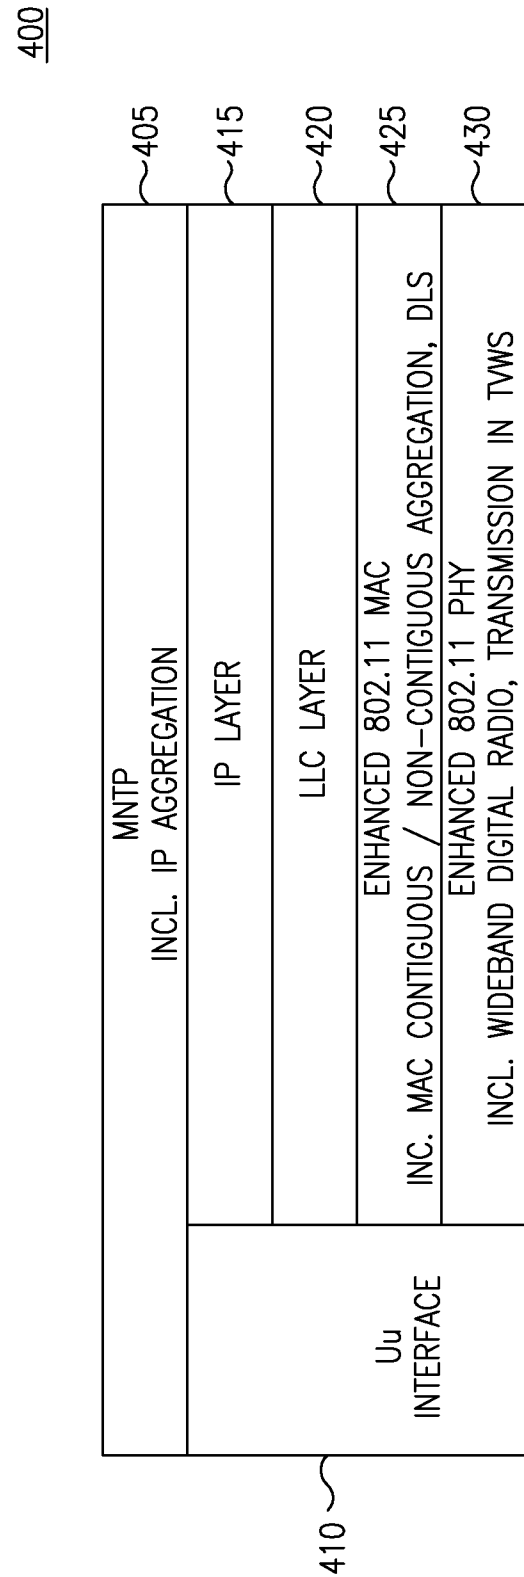 400
MNTP
INCL. IP AGGREGATION
405
Uu
INTERFACE
410
IP LAYER
415
LLC LAYER
420
ENHANCED 802.11 MAC
INC. MAC CONTIGUOUS / NON-CONTIGUOUS AGGREGATION, DLS
425
ENHANCED 802.11 PHY
INCL. WIDEBAND DIGITAL RADIO, TRANSMISSION IN TVWS
430